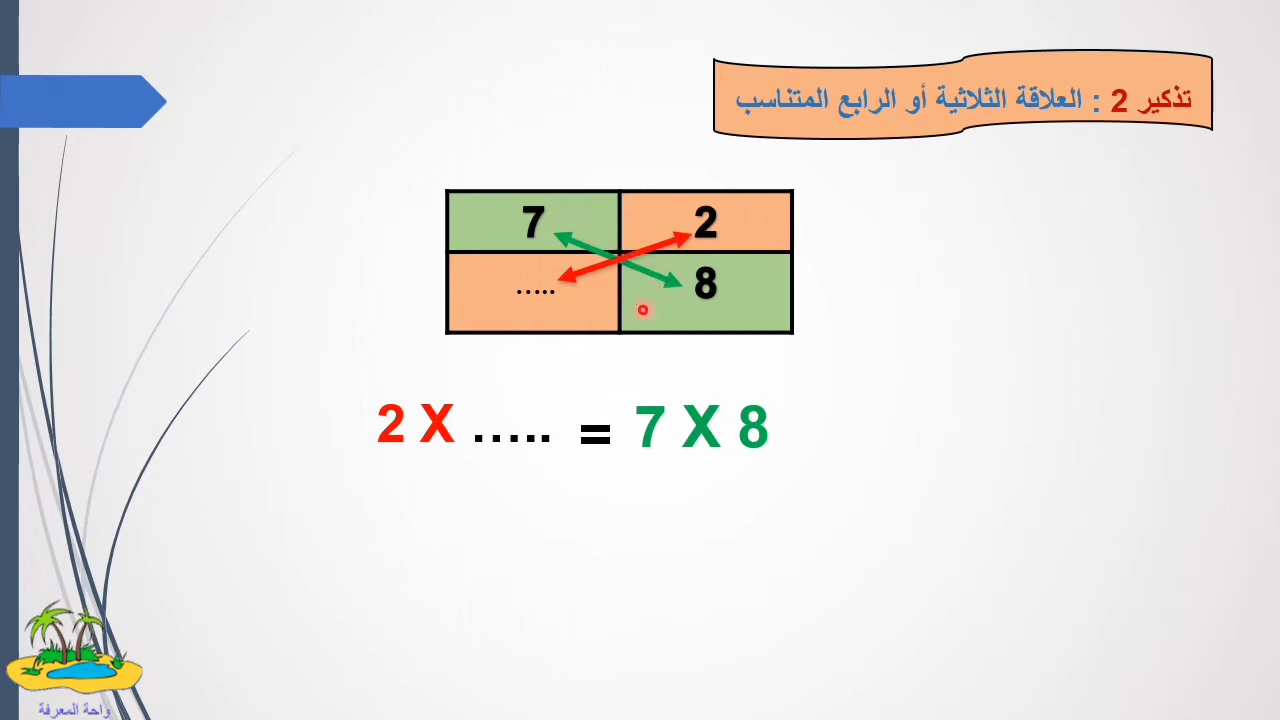 تذكير 2 : العلاقة الثلاثية أو الرابع المتناسب
7 2
..... 8
2 X ..... = 7 X 8
واحة المعرفة